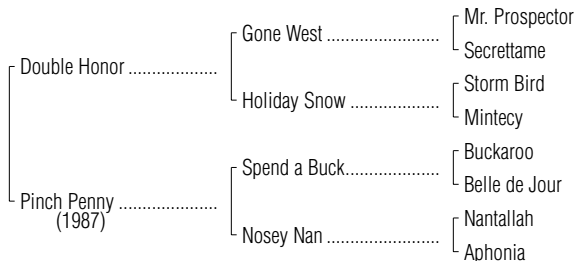 Mr. Prospector
Gone West ........................
Secrettame
Double Honor ...................
Storm Bird
Holiday Snow ...................
Mintecy
Buckaroo
Spend a Buck....................
Belle de Jour
Pinch Penny .....................
(1987)
Nantallah
Nosey Nan ........................
Aphonia